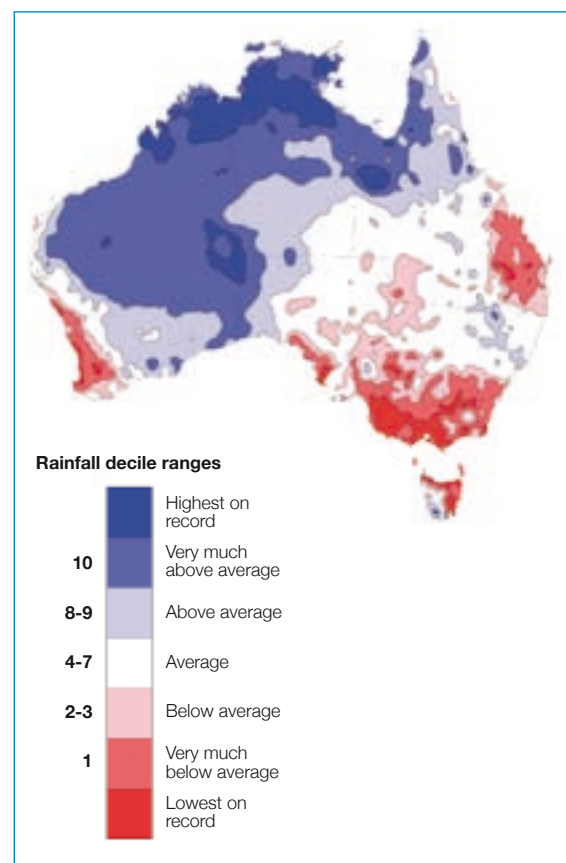 Rainfall decile ranges
Highest on
record
10
Very much
above average
8-9
Above average
4-7
Average
2-3
Below average
1
Very much
below average
Lowest on
record